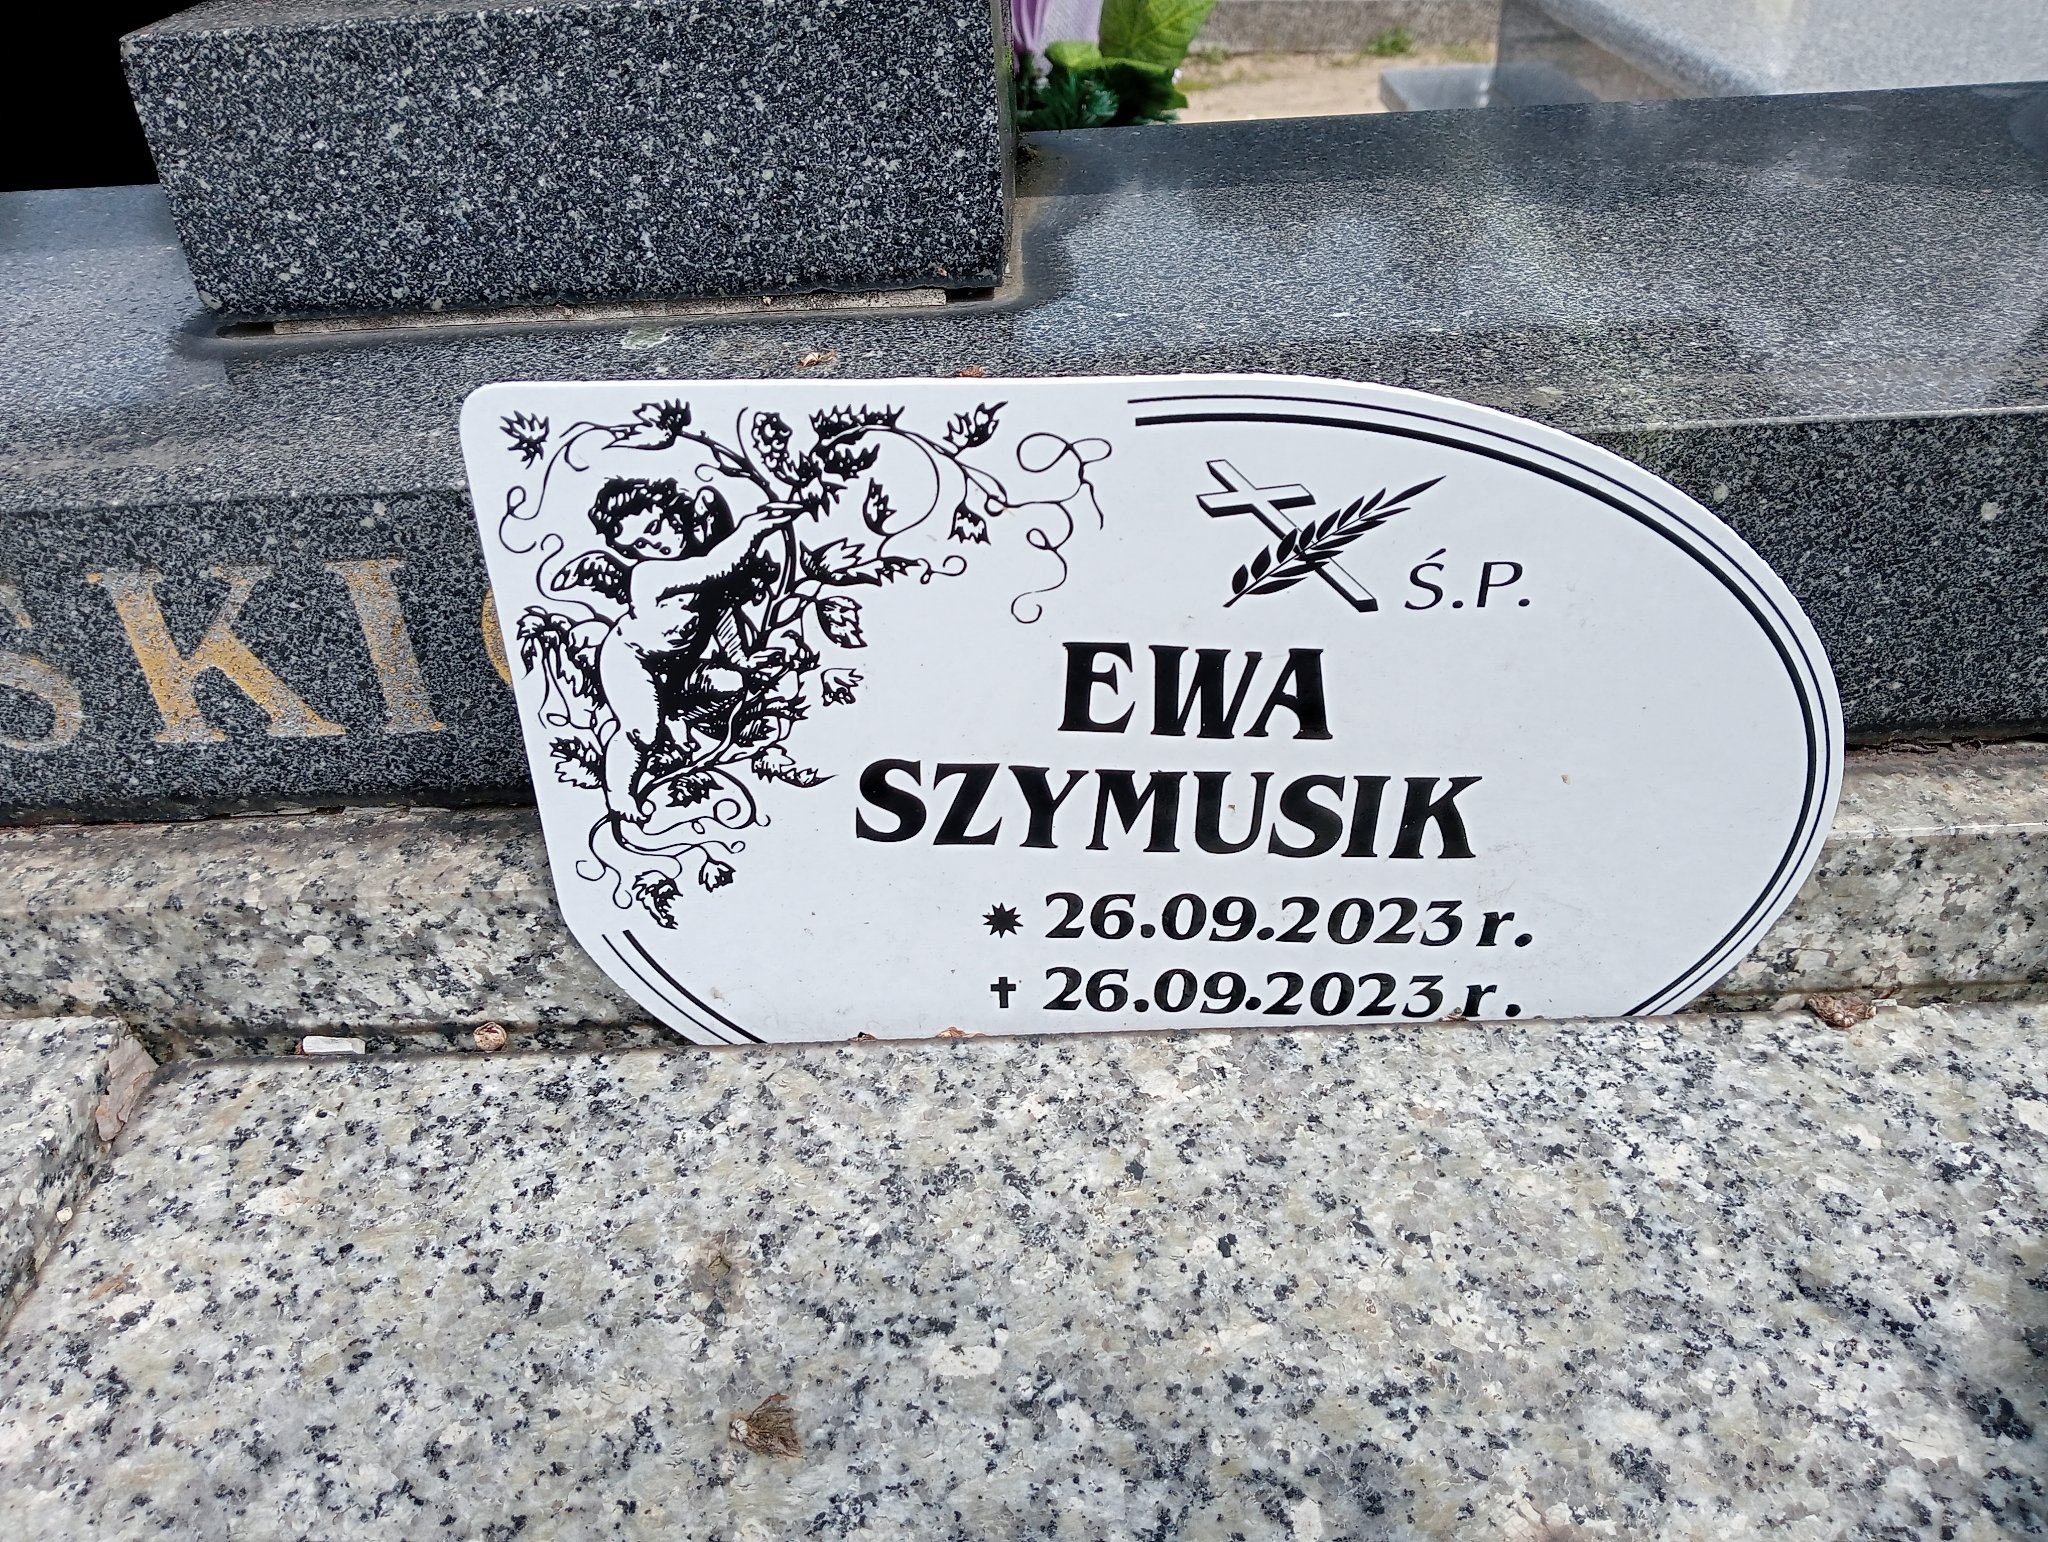 SKI
Ś.P.
EWA
SZYMUSIK
* 26.09.2023 r.
✝ 26.09.2023 r.